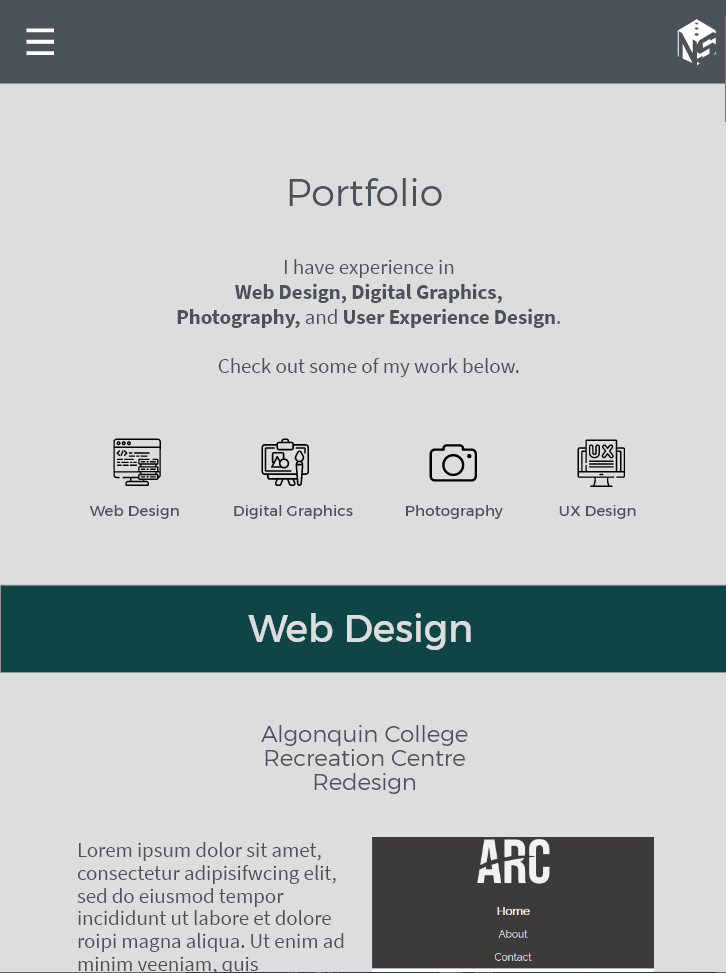 NS
Portfolio
I have experience in
Web Design, Digital Graphics,
Photography, and User Experience Design.
Check out some of my work below.
UX
Web Design
Digital Graphics
Photography
UX Design
Web Design
Algonquin College
Recreation Centre
Redesign
Lorem ipsum dolor sit amet,
consectetur adipisifwcing elit,
sed do eiusmod tempor
incididunt ut labore et dolore
roipi magna aliqua. Ut enim ad
minim veeniam, quis
ARC
Home
About
Contact